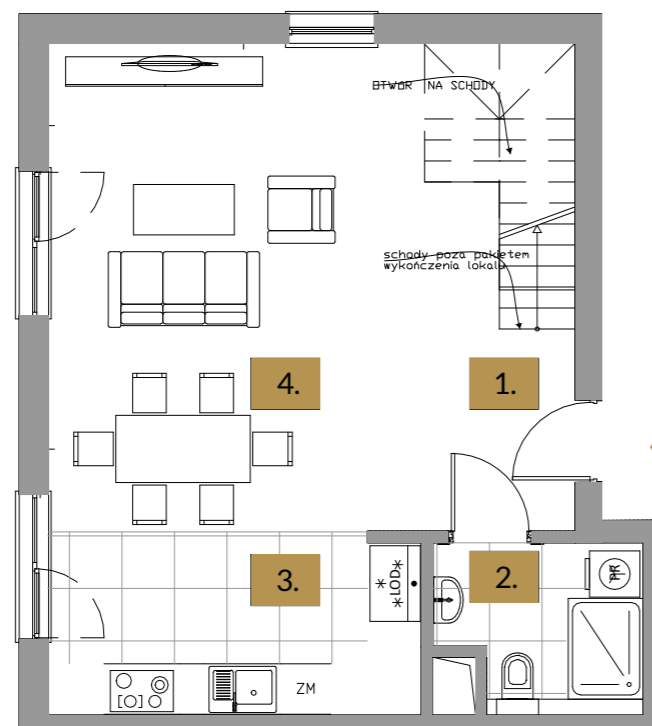 OTWÓR NA SCHODY
schody poza pakietem
wykończenia lokalu
4.
1.
3.
*LOD*
*
2.
PR
ZM